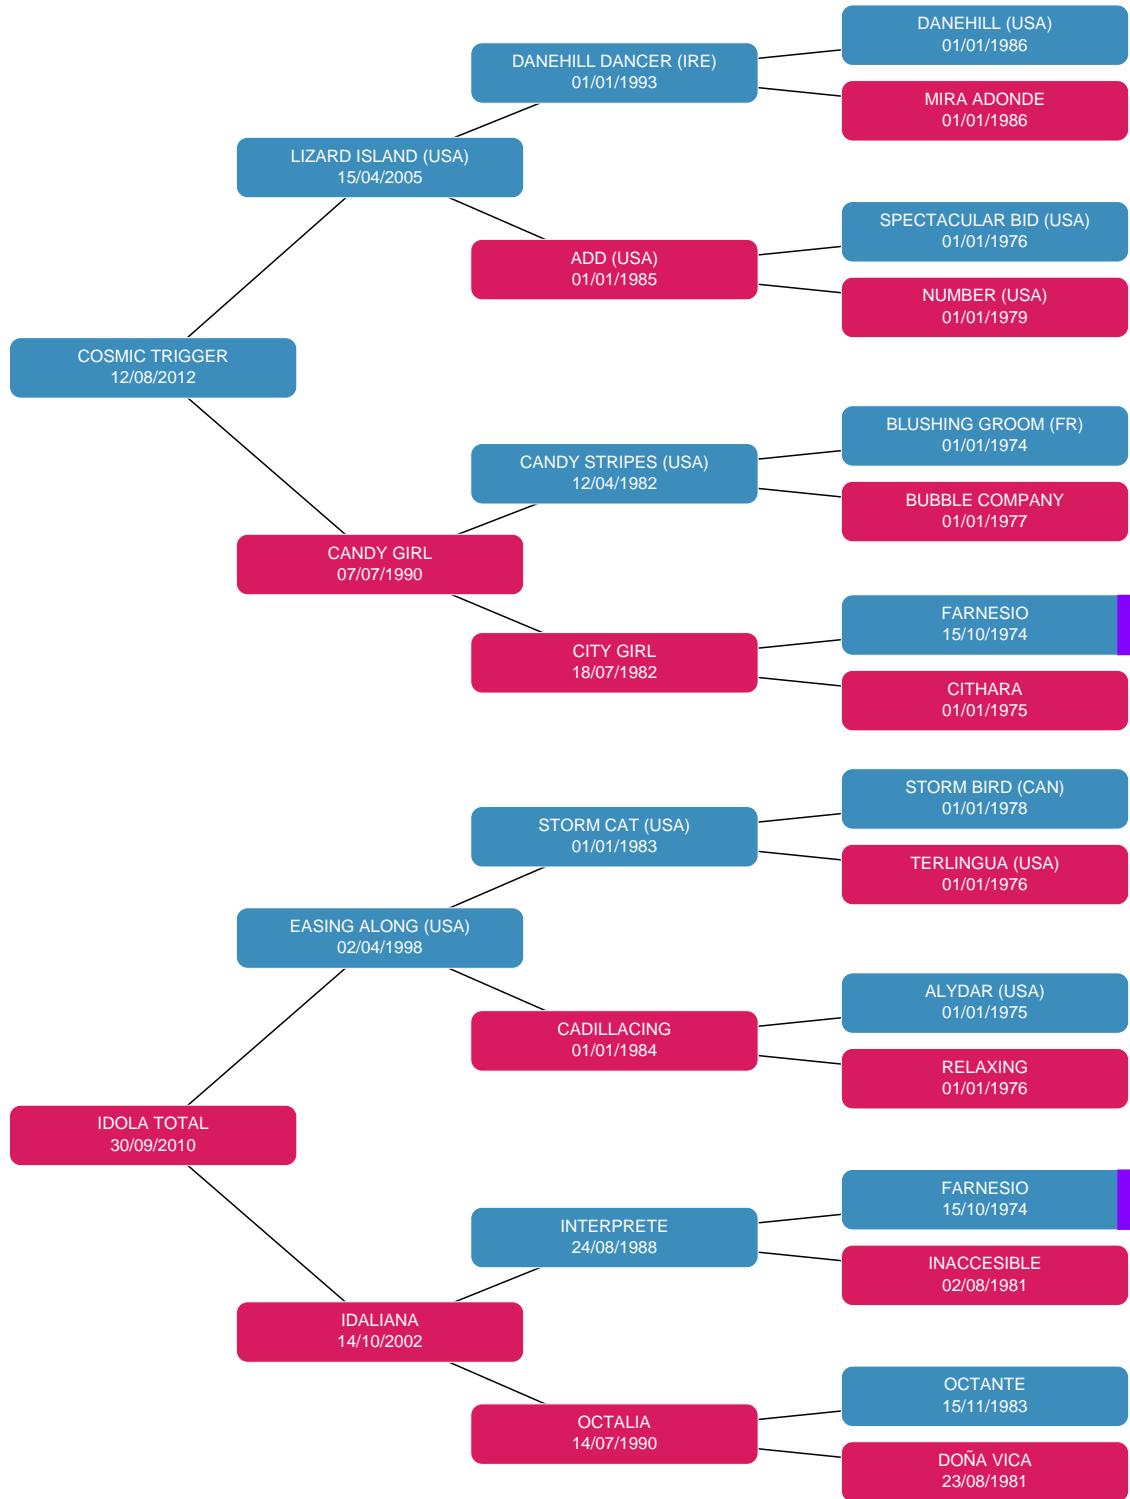 DANEHILL (USA)
01/01/1986
DANEHILL DANCER (IRE)
01/01/1993
MIRA ADONDE
01/01/1986
LIZARD ISLAND (USA)
15/04/2005
SPECTACULAR BID (USA)
01/01/1976
ADD (USA)
01/01/1985
NUMBER (USA)
01/01/1979
COSMIC TRIGGER
12/08/2012
BLUSHING GROOM (FR)
01/01/1974
CANDY STRIPES (USA)
12/04/1982
BUBBLE COMPANY
01/01/1977
CANDY GIRL
07/07/1990
FARNESIO
15/10/1974
CITY GIRL
18/07/1982
CITHARA
01/01/1975
STORM BIRD (CAN)
01/01/1978
STORM CAT (USA)
01/01/1983
TERLINGUA (USA)
01/01/1976
EASING ALONG (USA)
02/04/1998
ALYDAR (USA)
01/01/1975
CADILLACING
01/01/1984
RELAXING
01/01/1976
IDOLA TOTAL
30/09/2010
FARNESIO
15/10/1974
INTERPRETE
24/08/1988
INACCESIBLE
02/08/1981
IDALIANA
14/10/2002
OCTANTE
15/11/1983
OCTALIA
14/07/1990
DOÑA VICA
23/08/1981